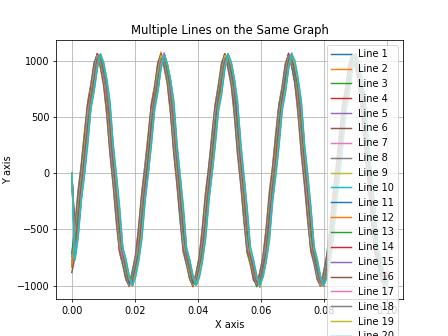 Multiple Lines on the Same Graph
Y axis
1000
500
0
−500
−1000
0.00
0.02
0.04
0.06
X axis
Line 1
Line 2
Line 3
Line 4
Line 5
Line 6
Line 7
Line 8
Line 9
Line 10
Line 11
Line 12
Line 13
Line 14
Line 15
Line 16
Line 17
Line 18
Line 19
Line 20